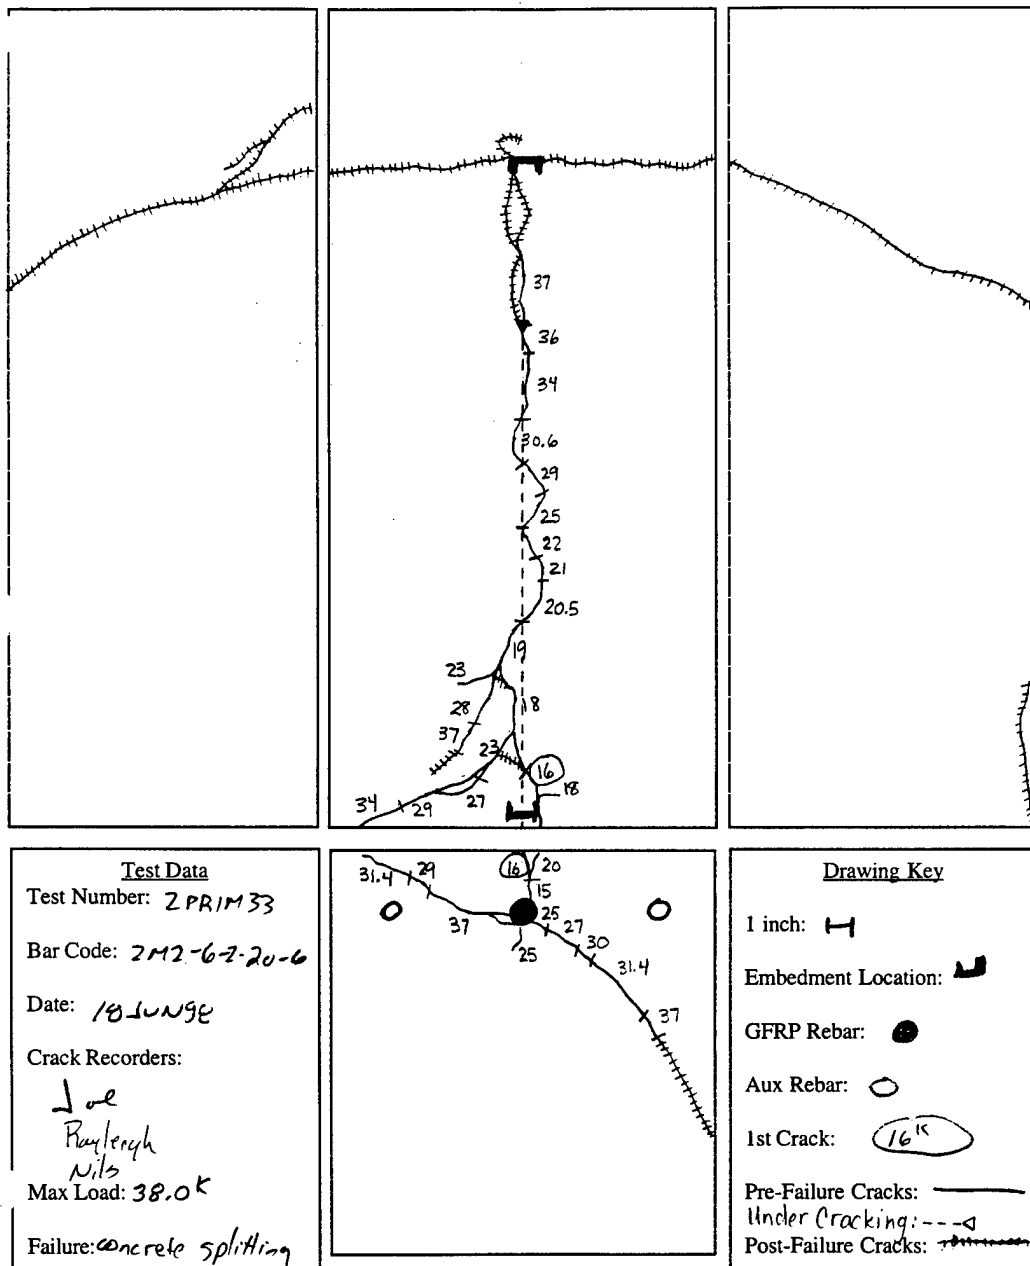 37
36
34
30.6
29
25
22
21
20.5
19
23
18
28
37
23
16
18
27
34
29
31.4
29
16
20
15
37
25
27
25
30
31.4
37
Test Data
Test Number: 2PRIM33
Bar Code: 2M2-6-2-20-6
Date: 18JUN98
Crack Recorders:
Joe
Rayleigh
Nils
Max Load: 38.0K
Failure: concrete splitting
Drawing Key
1 inch:
Embedment Location:
GFRP Rebar:
Aux Rebar:
1st Crack: 16K
Pre-Failure Cracks:
Under Cracking:
Post-Failure Cracks: